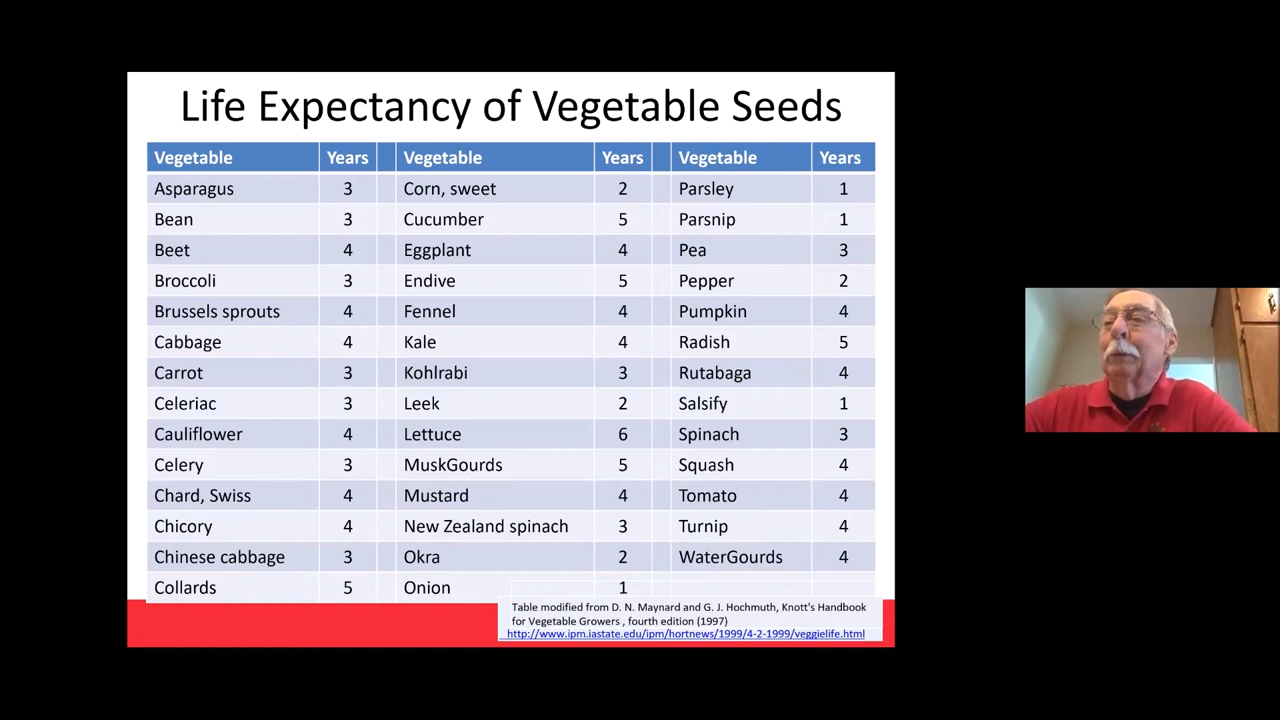 Life Expectancy of Vegetable Seeds
Vegetable Years Vegetable Years Vegetable Years
Asparagus 3 Corn, sweet 2 Parsley 1
Bean 3 Cucumber 5 Parsnip 1
Beet 4 Eggplant 4 Pea 3
Broccoli 3 Endive 5 Pepper 2
Brussels sprouts 4 Fennel 4 Pumpkin 4
Cabbage 4 Kale 4 Radish 5
Carrot 3 Kohlrabi 3 Rutabaga 4
Celeriac 3 Leek 2 Salsify 1
Cauliflower 4 Lettuce 6 Spinach 3
Celery 3 MuskGourds 5 Squash 4
Chard, Swiss 4 Mustard 4 Tomato 4
Chicory 4 New Zealand spinach 3 Turnip 4
Chinese cabbage 3 Okra 2 WaterGourds 4
Collards 5 Onion 1
Table modified from D. N. Maynard and G. J. Hochmuth, Knott's Handbook
for Vegetable Growers , fourth edition (1997)
http://www.ipm.iastate.edu/ipm/hortnews/1999/4-2-1999/veggielife.html